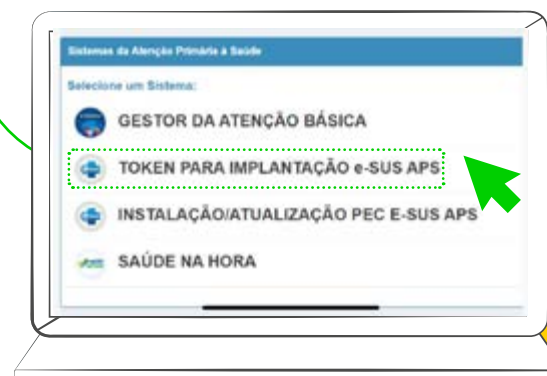 Sistemas da Atenção Primária à Saúde
Selecione um Sistema:
GESTOR DA ATENÇÃO BÁSICA
TOKEN PARA IMPLANTAÇÃO e-SUS APS
INSTALAÇÃO/ATUALIZAÇÃO PEC E-SUS APS
SAÚDE NA HORA